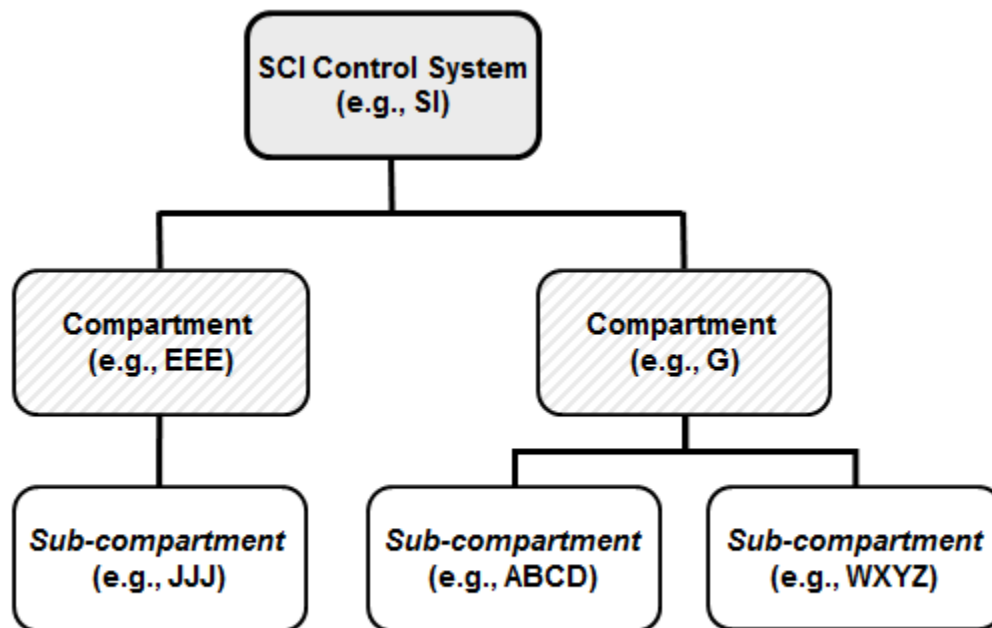 SCI Control System
(e.g., SI)
Compartment
(e.g., EEE)
Compartment
(e.g., G)
Sub-compartment
(e.g., JJJ)
Sub-compartment
(e.g., ABCD)
Sub-compartment
(e.g., WXYZ)